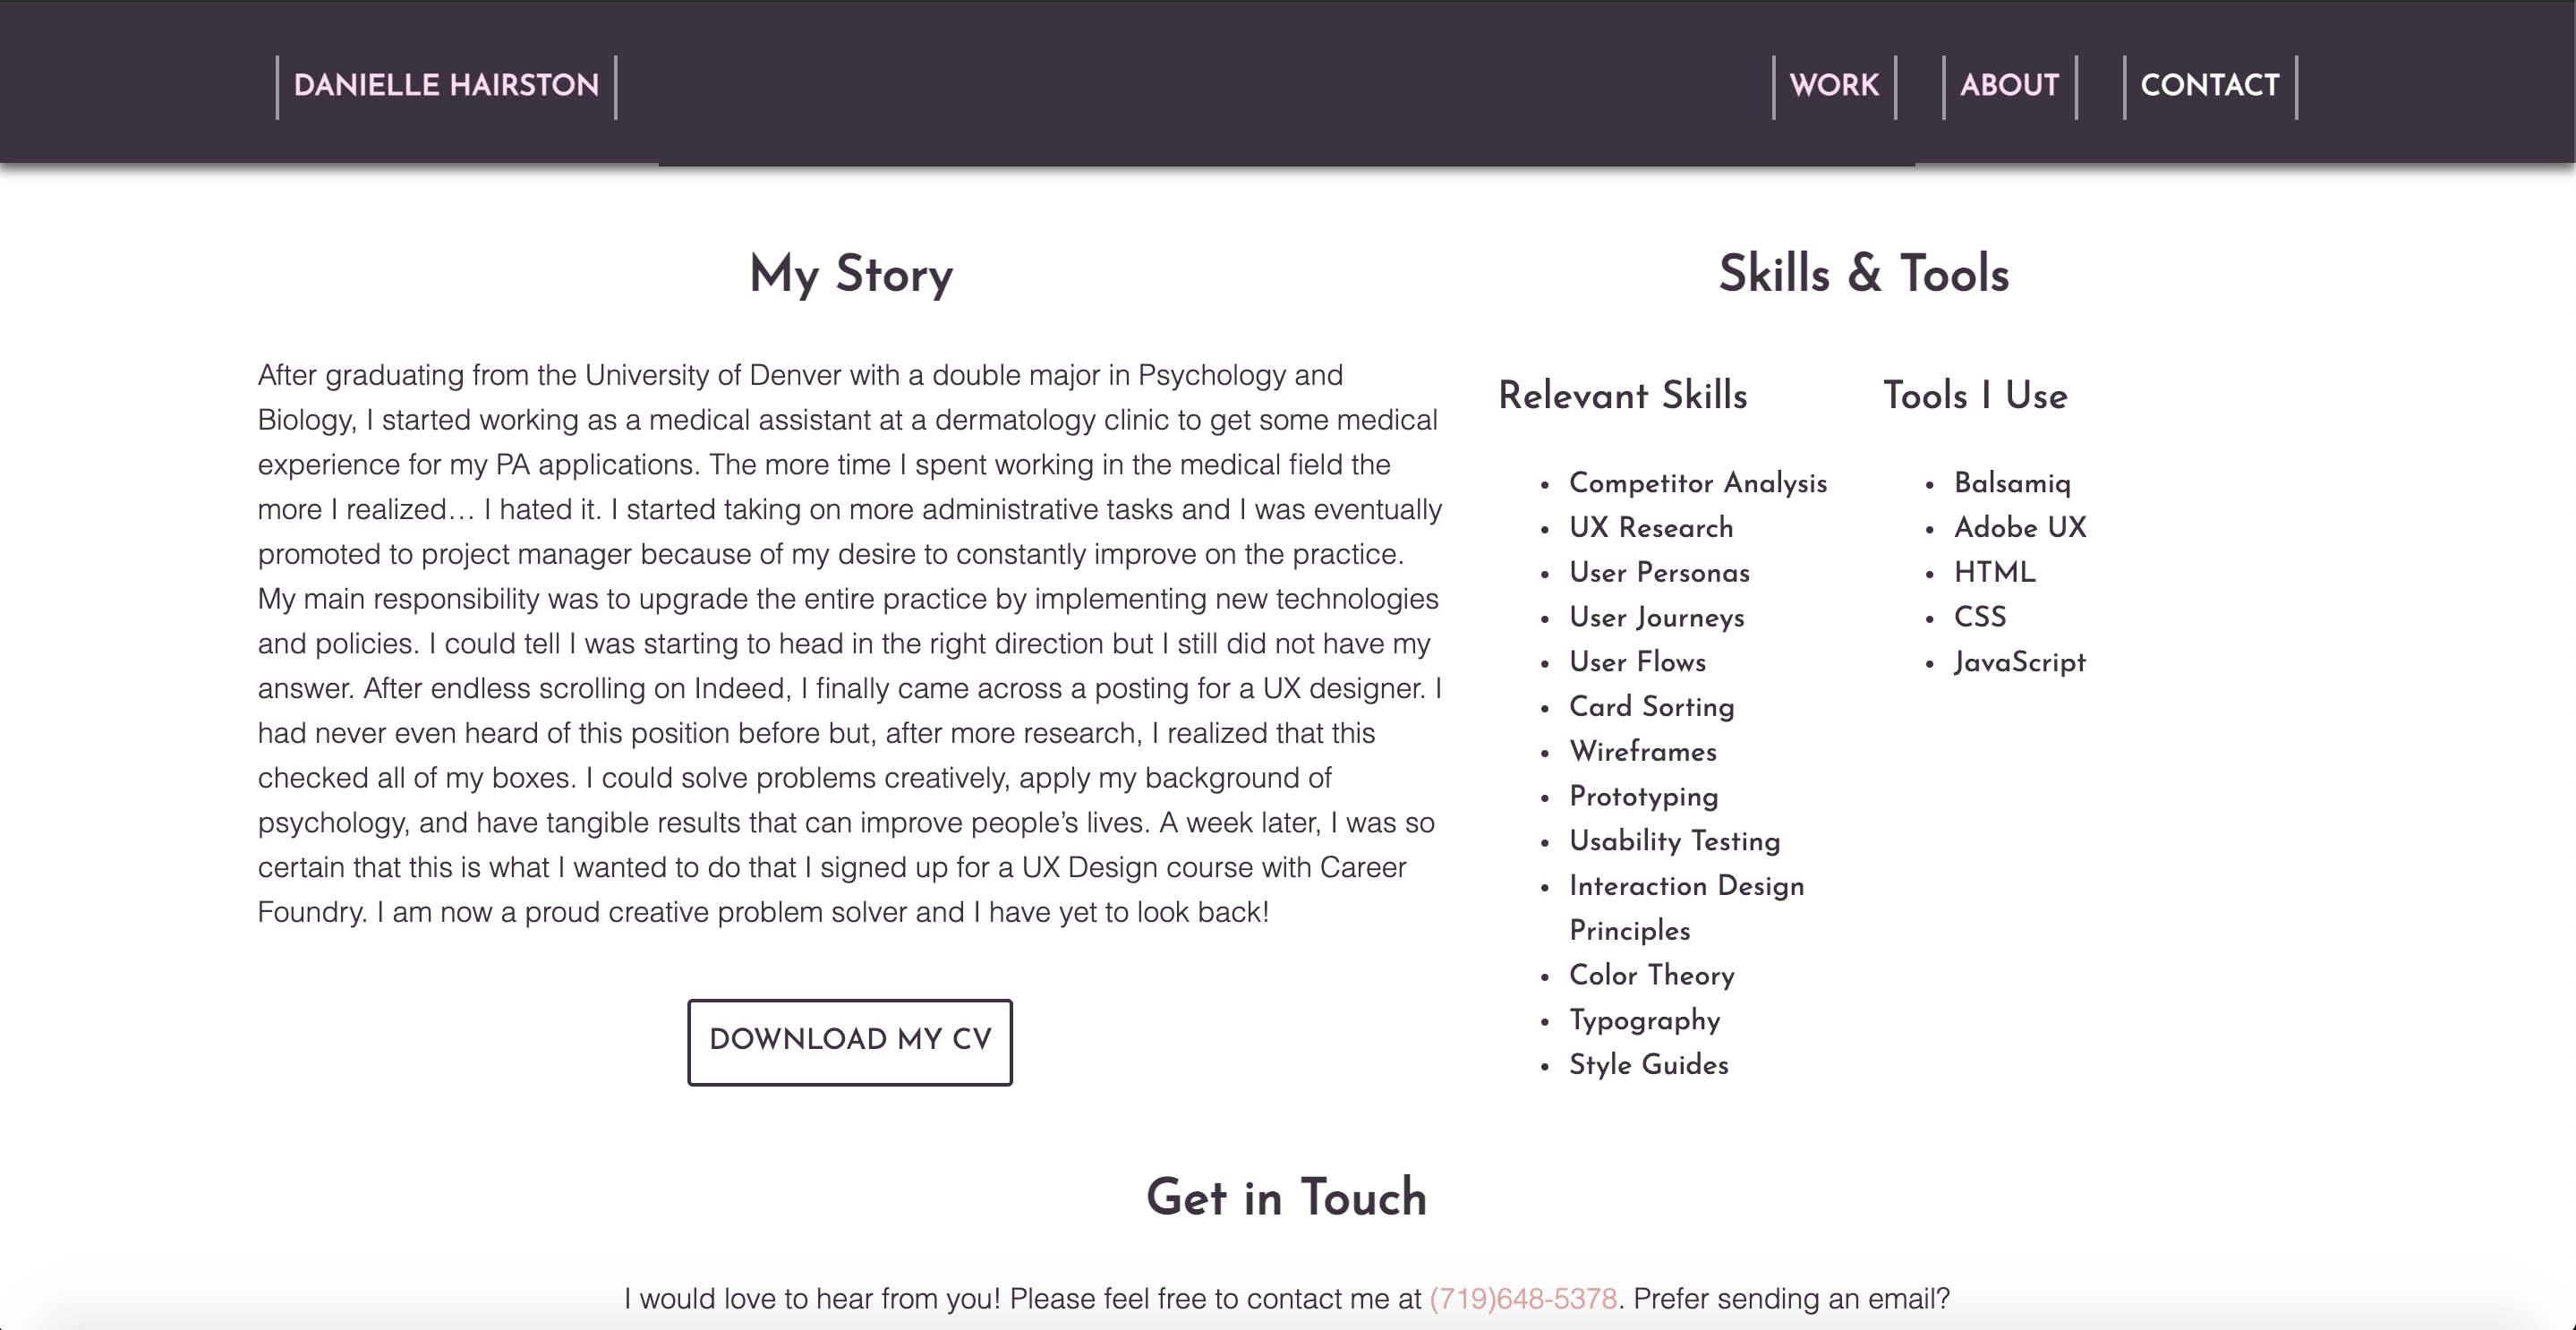 DANIELLE HAIRSTON
WORK
ABOUT
CONTACT
My Story
After graduating from the University of Denver with a double major in Psychology and
Biology, I started working as a medical assistant at a dermatology clinic to get some medical
experience for my PA applications. The more time I spent working in the medical field the
more I realized… I hated it. I started taking on more administrative tasks and I was eventually
promoted to project manager because of my desire to constantly improve on the practice.
My main responsibility was to upgrade the entire practice by implementing new technologies
and policies. I could tell I was starting to head in the right direction but I still did not have my
answer. After endless scrolling on Indeed, I finally came across a posting for a UX designer. I
had never even heard of this position before but, after more research, I realized that this
checked all of my boxes. I could solve problems creatively, apply my background of
psychology, and have tangible results that can improve people’s lives. A week later, I was so
certain that this is what I wanted to do that I signed up for a UX Design course with Career
Foundry. I am now a proud creative problem solver and I have yet to look back!
DOWNLOAD MY CV
Skills & Tools
Relevant Skills
• Competitor Analysis
• UX Research
• User Personas
• User Journeys
• User Flows
• Card Sorting
• Wireframes
• Prototyping
• Usability Testing
• Interaction Design
Principles
• Color Theory
• Typography
• Style Guides
Tools I Use
• Balsamiq
• Adobe UX
• HTML
• CSS
• JavaScript
Get in Touch
I would love to hear from you! Please feel free to contact me at (719)648-5378. Prefer sending an email?